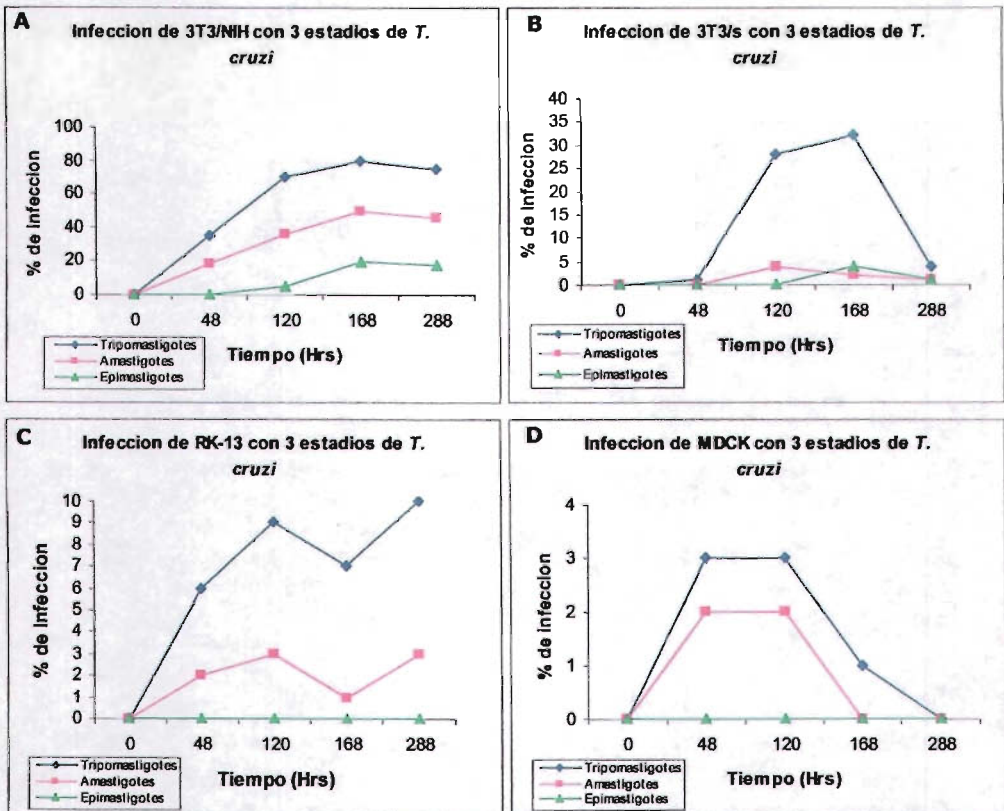 A
Infeccion de 3T3/NIH con 3 estadios de T.
cruzi
% de Infeccion
100
80
60
40
20
0
0 48 120 168 288
Tiempo (Hrs)
Tripomastigotes
Amastigotes
Epimastigotes
B
Infeccion de 3T3/s con 3 estadios de T.
cruzi
% de Infeccion
40
35
30
25
20
15
10
5
0
0 48 120 168 288
Tiempo (Hrs)
Tripomastigotes
Amastigotes
Epimastigotes
C
Infeccion de RK-13 con 3 estadios de T.
cruzi
% de Infeccion
10
9
8
7
6
5
4
3
2
1
0
0 48 120 168 288
Tiempo (Hrs)
Tripomastigotes
Amastigotes
Epimastigotes
D
Infeccion de MDCK con 3 estadios de T.
cruzi
% de infeccion
4
3
2
1
0
0 48 120 168 288
Tiempo (Hrs)
Tripomastigotes
Amastigotes
Epimastigotes